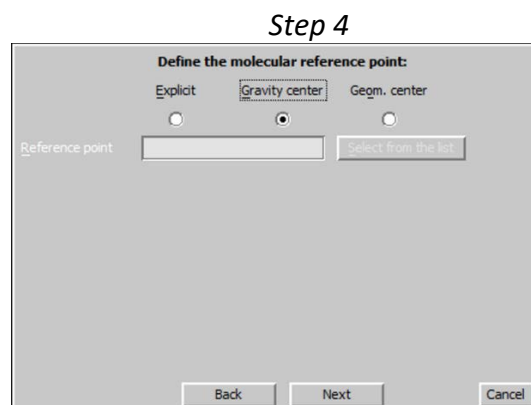 Step 4
Define the molecular reference point:
Explicit Gravity center Geom. center
Reference point Select from the list
Back Next Cancel